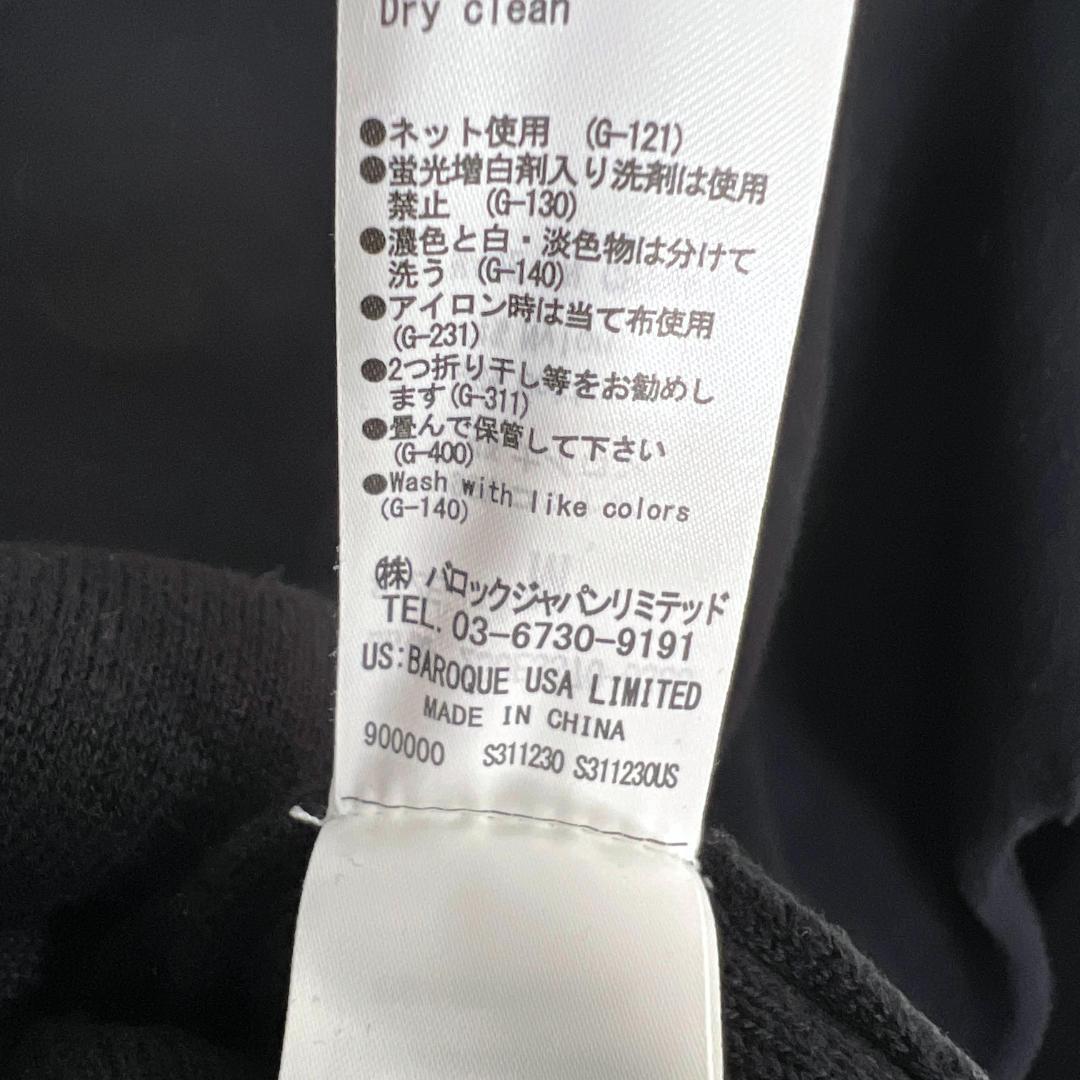 Dry clean
●ネット使用 (G-121)
●蛍光増白剤入り洗剤は使用
禁止 (G-130)
●濃色と白・淡色物は分けて
洗う (G-140)
●アイロン時は当て布使用
(G-231)
●2つ折り干し等をお勧めし
ます(G-311)
●畳んで保管して下さい
(G-400)
●Wash with like colors
(G-140)
(株) バロックジャパンリミテッド
TEL. 03-6730-9191
US:BAROQUE USA LIMITED
MADE IN CHINA
900000 S311230 S311230US